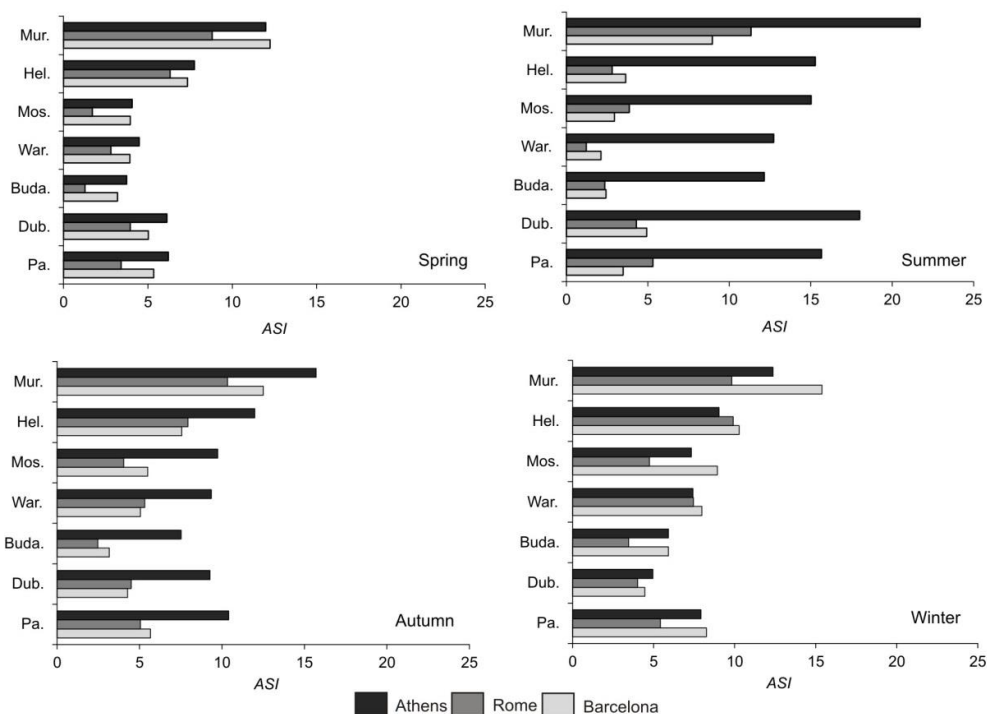 Mur.
Hel.
Mos.
War.
Buda.
Dub.
Pa.
Spring
0 5 10 15 20 25
ASI
Mur.
Hel.
Mos.
War.
Buda.
Dub.
Pa.
Summer
0 5 10 15 20 25
ASI
Mur.
Hel.
Mos.
War.
Buda.
Dub.
Pa.
Autumn
0 5 10 15 20 25
ASI
Mur.
Hel.
Mos.
War.
Buda.
Dub.
Pa.
Winter
0 5 10 15 20 25
ASI
Athens Rome Barcelona